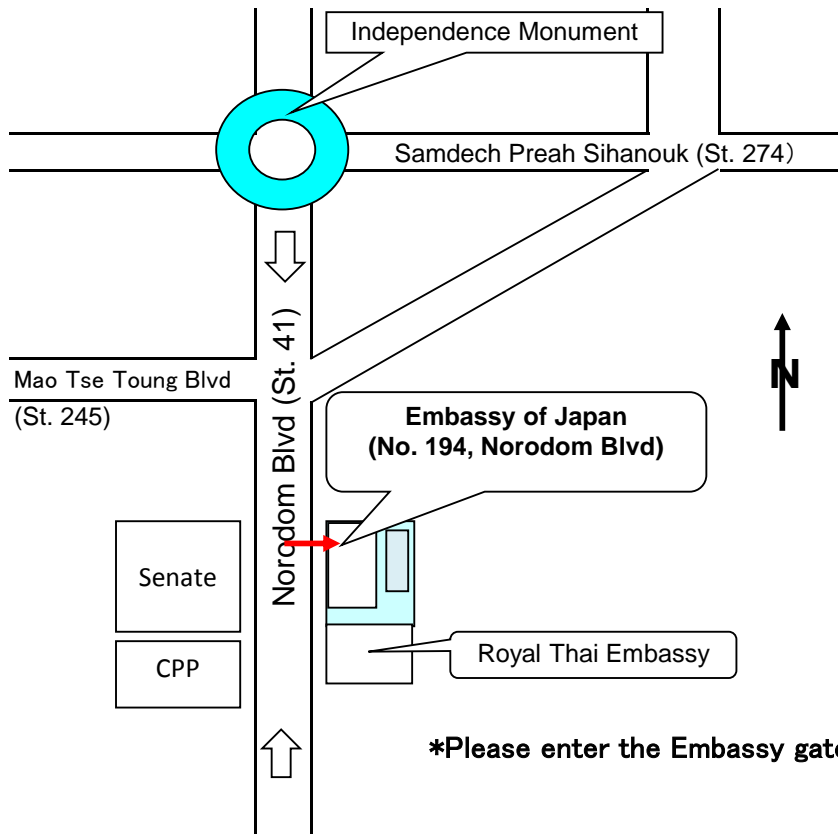 Independence Monument
Samdech Preah Sihanouk (St. 274）
Norodom Blvd (St. 41)
Mao Tse Toung Blvd
(St. 245)
N
Embassy of Japan
(No. 194, Norodom Blvd)
Senate
CPP
Royal Thai Embassy
*Please enter the Embassy gate